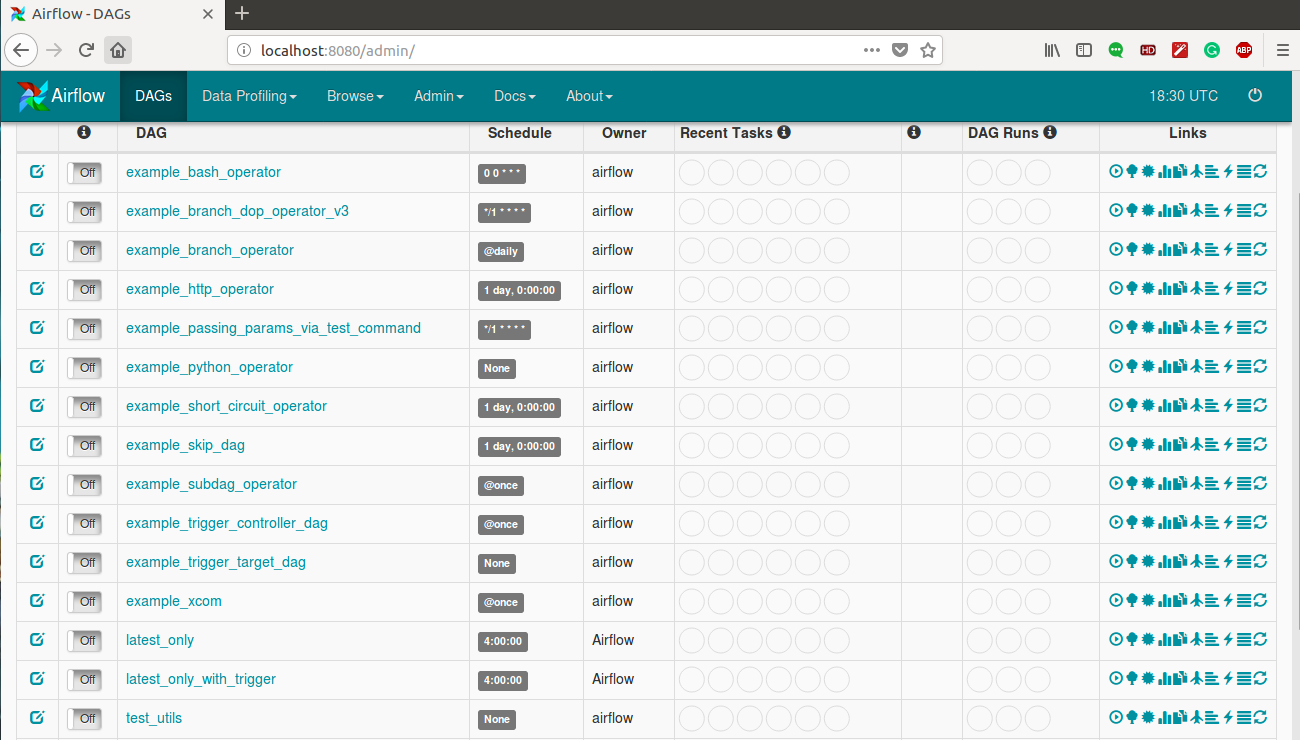 Airflow - DAGs
localhost:8080/admin/
HD ABP
Airflow DAGs Data Profiling Browse Admin Docs About 18:30 UTC
DAG Schedule Owner Recent Tasks DAG Runs Links
Off example_bash_operator 0 0 * * * airflow
Off example_branch_dop_operator_v3 */1 * * * * airflow
Off example_branch_operator @daily airflow
Off example_http_operator 1 day, 0:00:00 airflow
Off example_passing_params_via_test_command */1 * * * * airflow
Off example_python_operator None airflow
Off example_short_circuit_operator 1 day, 0:00:00 airflow
Off example_skip_dag 1 day, 0:00:00 airflow
Off example_subdag_operator @once airflow
Off example_trigger_controller_dag @once airflow
Off example_trigger_target_dag None airflow
Off example_xcom @once airflow
Off latest_only 4:00:00 Airflow
Off latest_only_with_trigger 4:00:00 Airflow
Off test_utils None airflow